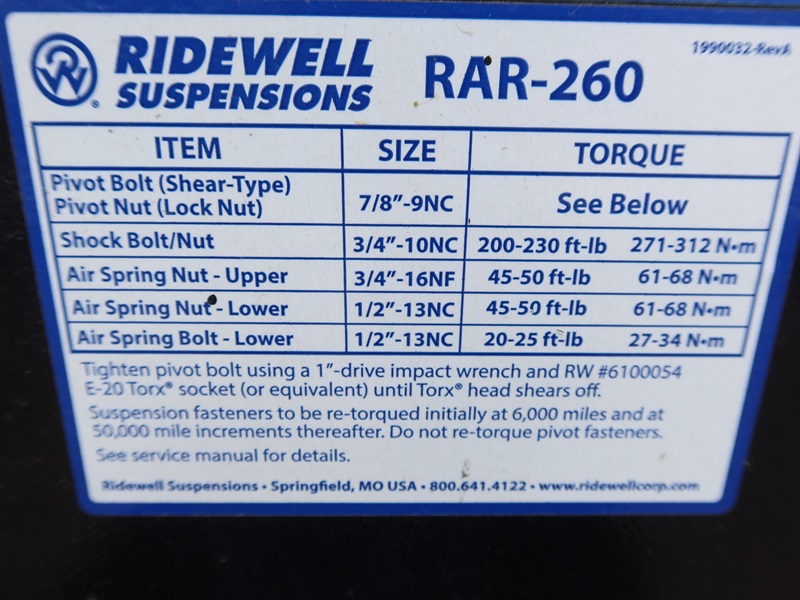 RIDEWELL
SUSPENSIONS
®
RAR-260
1990032-RevA
ITEM SIZE TORQUE
Pivot Bolt (Shear-Type)
Pivot Nut (Lock Nut) 7/8”-9NC See Below
Shock Bolt/Nut 3/4”-10NC 200-230 ft-lb 271-312 N•m
Air Spring Nut - Upper 3/4”-16NF 45-50 ft-lb 61-68 N•m
Air Spring Nut - Lower 1/2”-13NC 45-50 ft-lb 61-68 N•m
Air Spring Bolt - Lower 1/2”-13NC 20-25 ft-lb 27-34 N•m
Tighten pivot bolt using a 1”-drive impact wrench and RW #6100054
E-20 Torx® socket (or equivalent) until Torx® head shears off.
Suspension fasteners to be re-torqued initially at 6,000 miles and at
50,000 mile increments thereafter. Do not re-torque pivot fasteners.
See service manual for details.
Ridewell Suspensions • Springfield, MO USA • 800.641.4122 • www.ridewellcorp.com